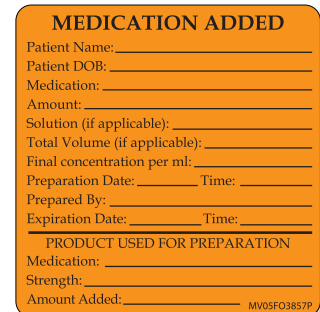 MEDICATION ADDED
Patient Name:
Patient DOB:
Medication:
Amount:
Solution (if applicable):
Total Volume (if applicable):
Final concentration per ml:
Preparation Date: Time:
Prepared By:
Expiration Date: Time:
PRODUCT USED FOR PREPARATION
Medication:
Strength:
Amount Added:
MV05FO3857P